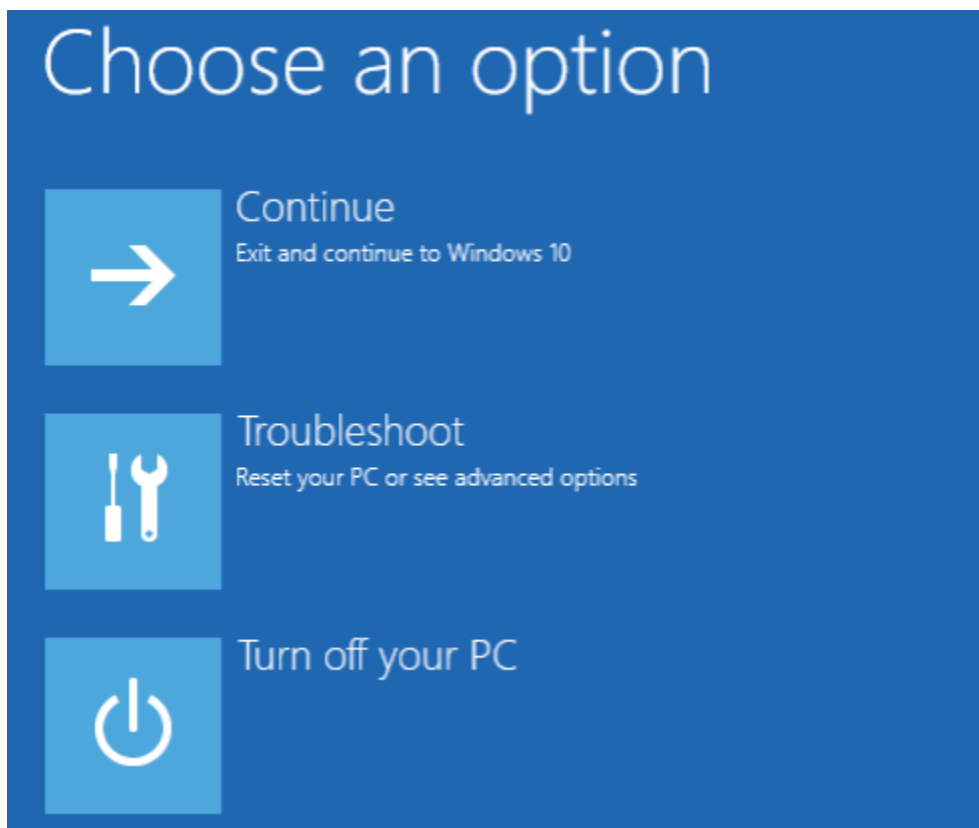 Choose an option
Continue
Exit and continue to Windows 10
Troubleshoot
Reset your PC or see advanced options
Turn off your PC